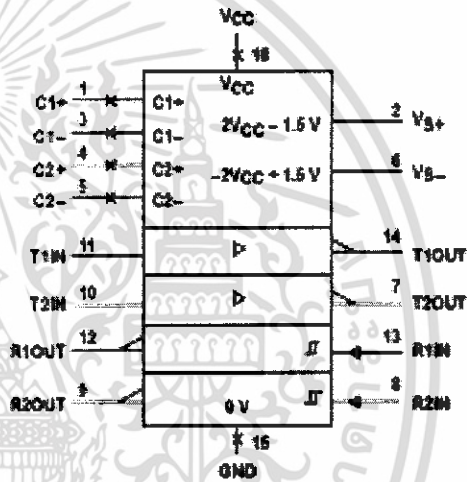 VCC
16
VCC
1
C1+ C1+
3
C1– C1–
2VCC – 1.5 V
2
VS+
4
C2+ C2+
5
C2– C2–
–2VCC + 1.5 V
6
VS–
11
T1IN
14
T1OUT
10
T2IN
7
T2OUT
12
R1OUT
13
R1IN
9
R2OUT
8
R2IN
0 V
15
GND